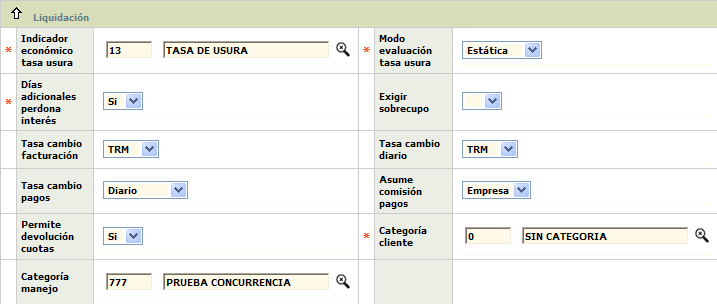 Liquidación
* Indicador económico tasa usura 13 TASA DE USURA * Modo evaluación tasa usura Estática
* Días adicionales perdona interés Si Exigir sobrecupo
Tasa cambio facturación TRM Tasa cambio diario TRM
Tasa cambio pagos Diario Asume comisión pagos Empresa
Permite devolución cuotas Si * Categoría cliente 0 SIN CATEGORIA
Categoría manejo 777 PRUEBA CONCURRENCIA